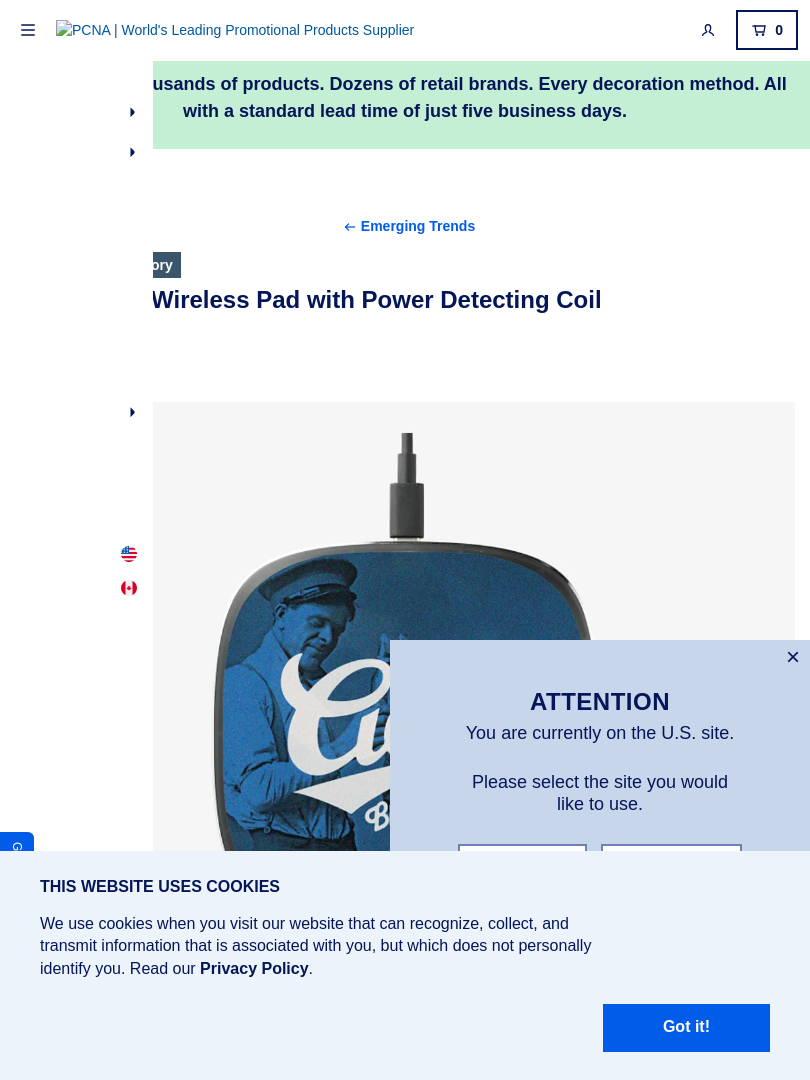 PCNA | World's Leading Promotional Products Supplier
0
of products. Dozens of retail brands. Every decoration method. All
with a standard lead time of just five business days.
Emerging Trends
Wireless Pad with Power Detecting Coil
ATTENTION
You are currently on the U.S. site.
Please select the site you would
like to use.
G
THIS WEBSITE USES COOKIES
We use cookies when you visit our website that can recognize, collect, and
transmit information that is associated with you, but which does not personally
identify you. Read our Privacy Policy.
Got it!